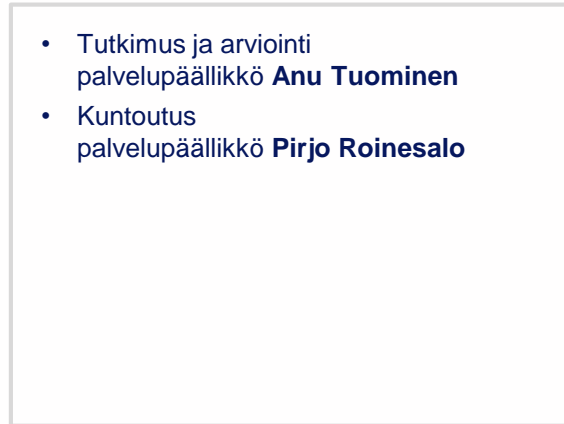 • Tutkimus ja arviointi
palvelupäällikkö Anu Tuominen
• Kuntoutus
palvelupäällikkö Pirjo Roinesalo